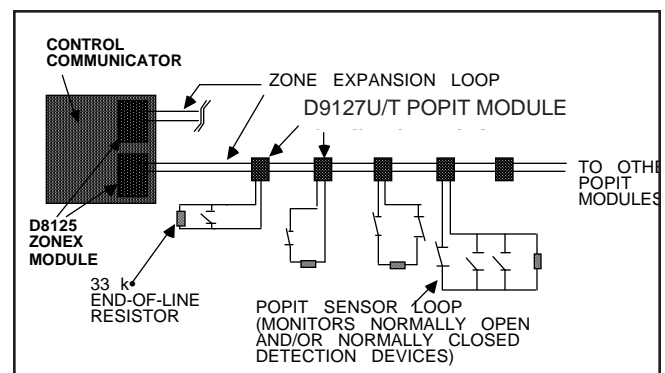 CONTROL
COMMUNICATOR
ZONE EXPANSION LOOP
D9127U/T POPIT MODULE
TO OTHE
POPIT
MODULES
D8125
ZONEX
MODULE
33 k
END-OF-LINE
RESISTOR
POPIT SENSOR LOOP
(MONITORS NORMALLY OPEN
AND/OR NORMALLY CLOSED
DETECTION DEVICES)